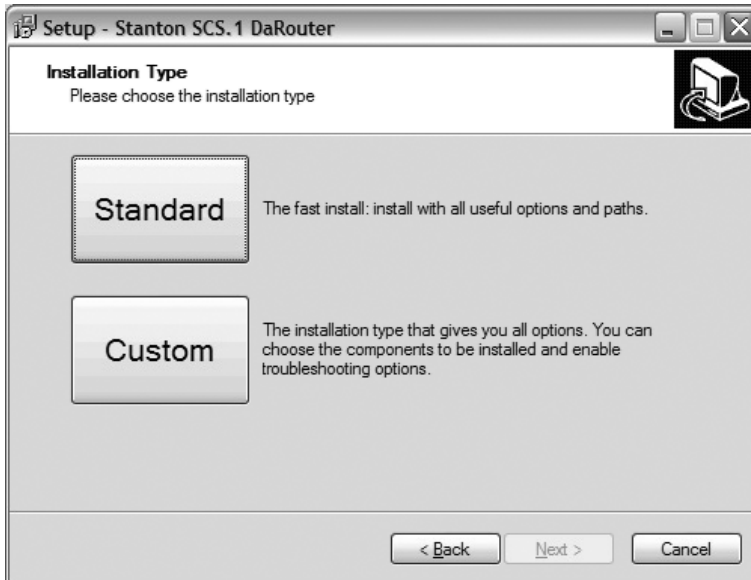 Setup - Stanton SCS.1 DaRouter
Installation Type
Please choose the installation type
Standard
The fast install: install with all useful options and paths.
Custom
The installation type that gives you all options. You can
choose the components to be installed and enable
troubleshooting options.
< Back
Next >
Cancel